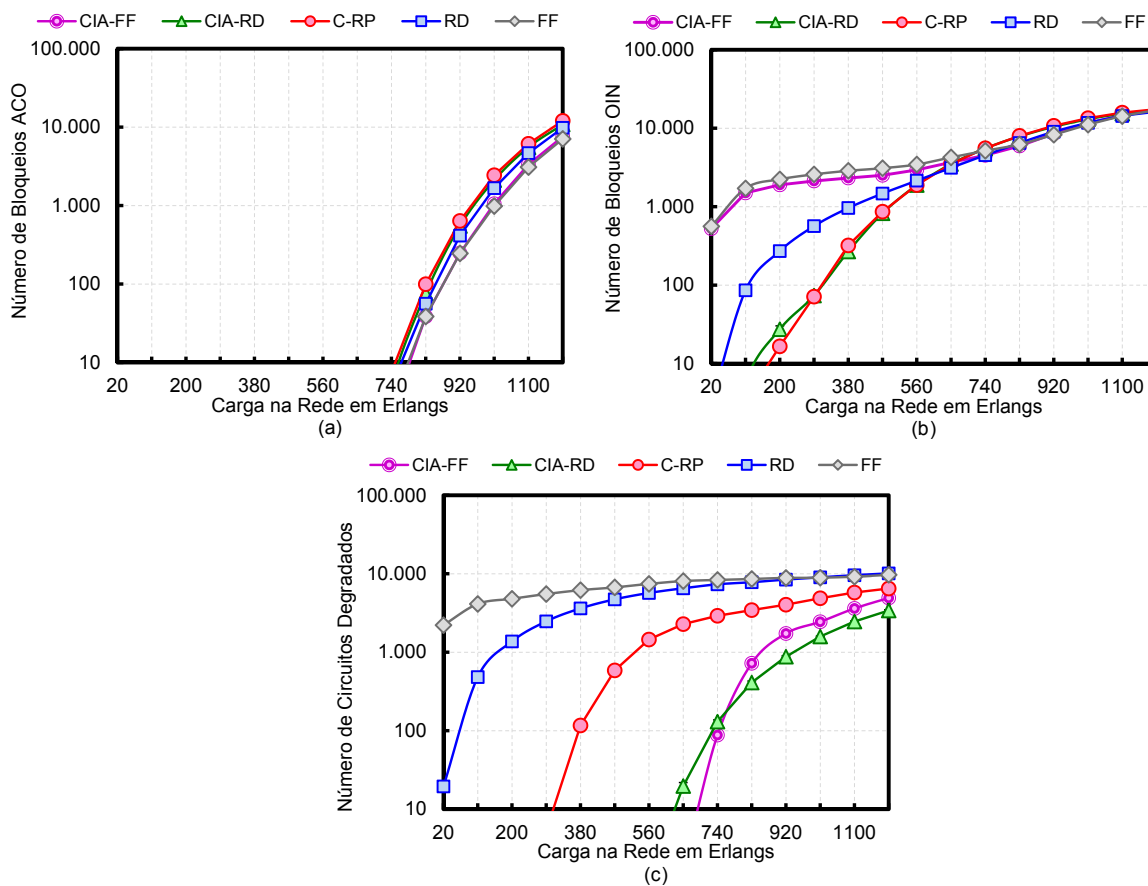 CIA-FF CIA-RD C-RP RD FF
Número de Bloqueios ACO
100.000
10.000
1.000
100
10
20 200 380 560 740 920 1100
Carga na Rede em Erlangs
(a)
CIA-FF CIA-RD C-RP RD FF
Número de Bloqueios OIN
100.000
10.000
1.000
100
10
20 200 380 560 740 920 1100
Carga na Rede em Erlangs
(b)
CIA-FF CIA-RD C-RP RD FF
Número de Circuitos Degradados
100.000
10.000
1.000
100
10
20 200 380 560 740 920 1100
Carga na Rede em Erlangs
(c)